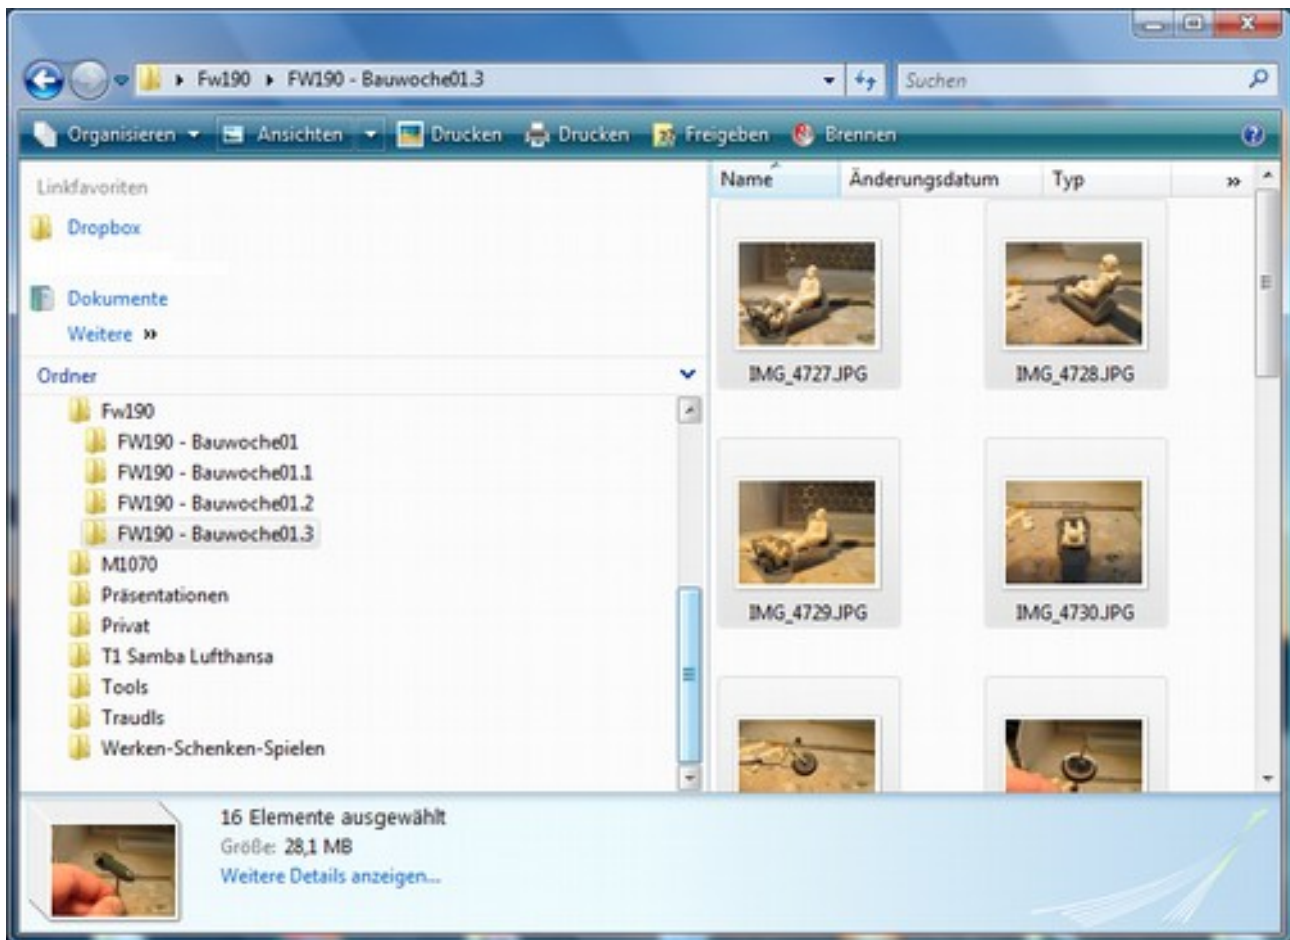 Fw190 FW190 - Bauwoche01.3 Suchen
Organisieren Ansichten Drucken Drucken Freigeben Brennen
Linkfavoriten
Dropbox
Dokumente
Weitere »
Ordner
Fw190
FW190 - Bauwoche01
FW190 - Bauwoche01.1
FW190 - Bauwoche01.2
FW190 - Bauwoche01.3
M1070
Präsentationen
Privat
T1 Samba Lufthansa
Tools
Traudls
Werken-Schenken-Spielen
Name Änderungsdatum Typ »
IMG_4727.JPG IMG_4728.JPG
IMG_4729.JPG IMG_4730.JPG
16 Elemente ausgewählt
Größe: 28,1 MB
Weitere Details anzeigen...